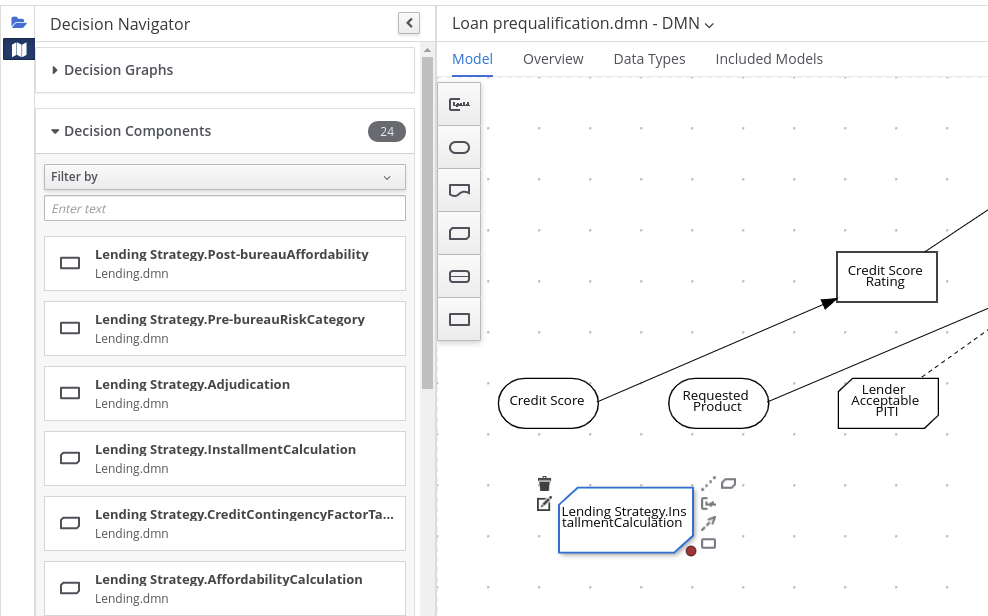 Decision Navigator
Loan prequalification.dmn - DMN
Decision Graphs
Model
Overview
Data Types
Included Models
Decision Components
24
Filter by
Enter text
Lending Strategy.Post-bureauAffordability
Lending.dmn
Lending Strategy.Pre-bureauRiskCategory
Lending.dmn
Lending Strategy.Adjudication
Lending.dmn
Lending Strategy.InstallmentCalculation
Lending.dmn
Lending Strategy.CreditContingencyFactorTa...
Lending.dmn
Lending Strategy.AffordabilityCalculation
Lending.dmn
Credit Score
Rating
Credit Score
Requested
Product
Lender
Acceptable
PITI
Lending Strategy.Ins
tallmentCalculation